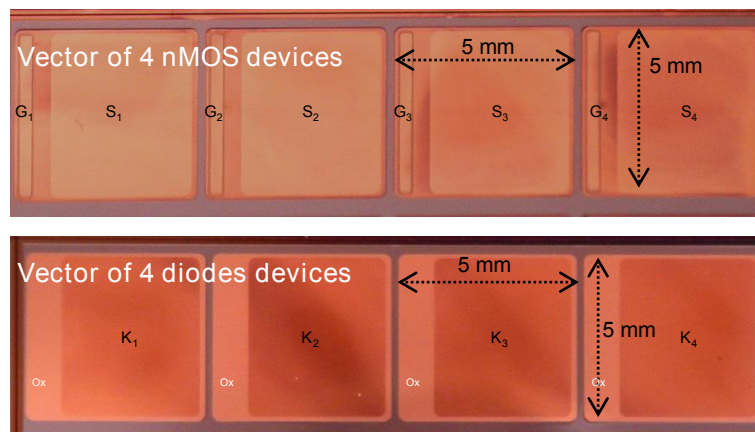 Vector of 4 nMOS devices
5 mm
5 mm
G₁ S₁ G₂ S₂ G₃ S₃ G₄ S₄
Vector of 4 diodes devices
5 mm
5 mm
K₁ K₂ K₃ K₄
Ox Ox Ox Ox